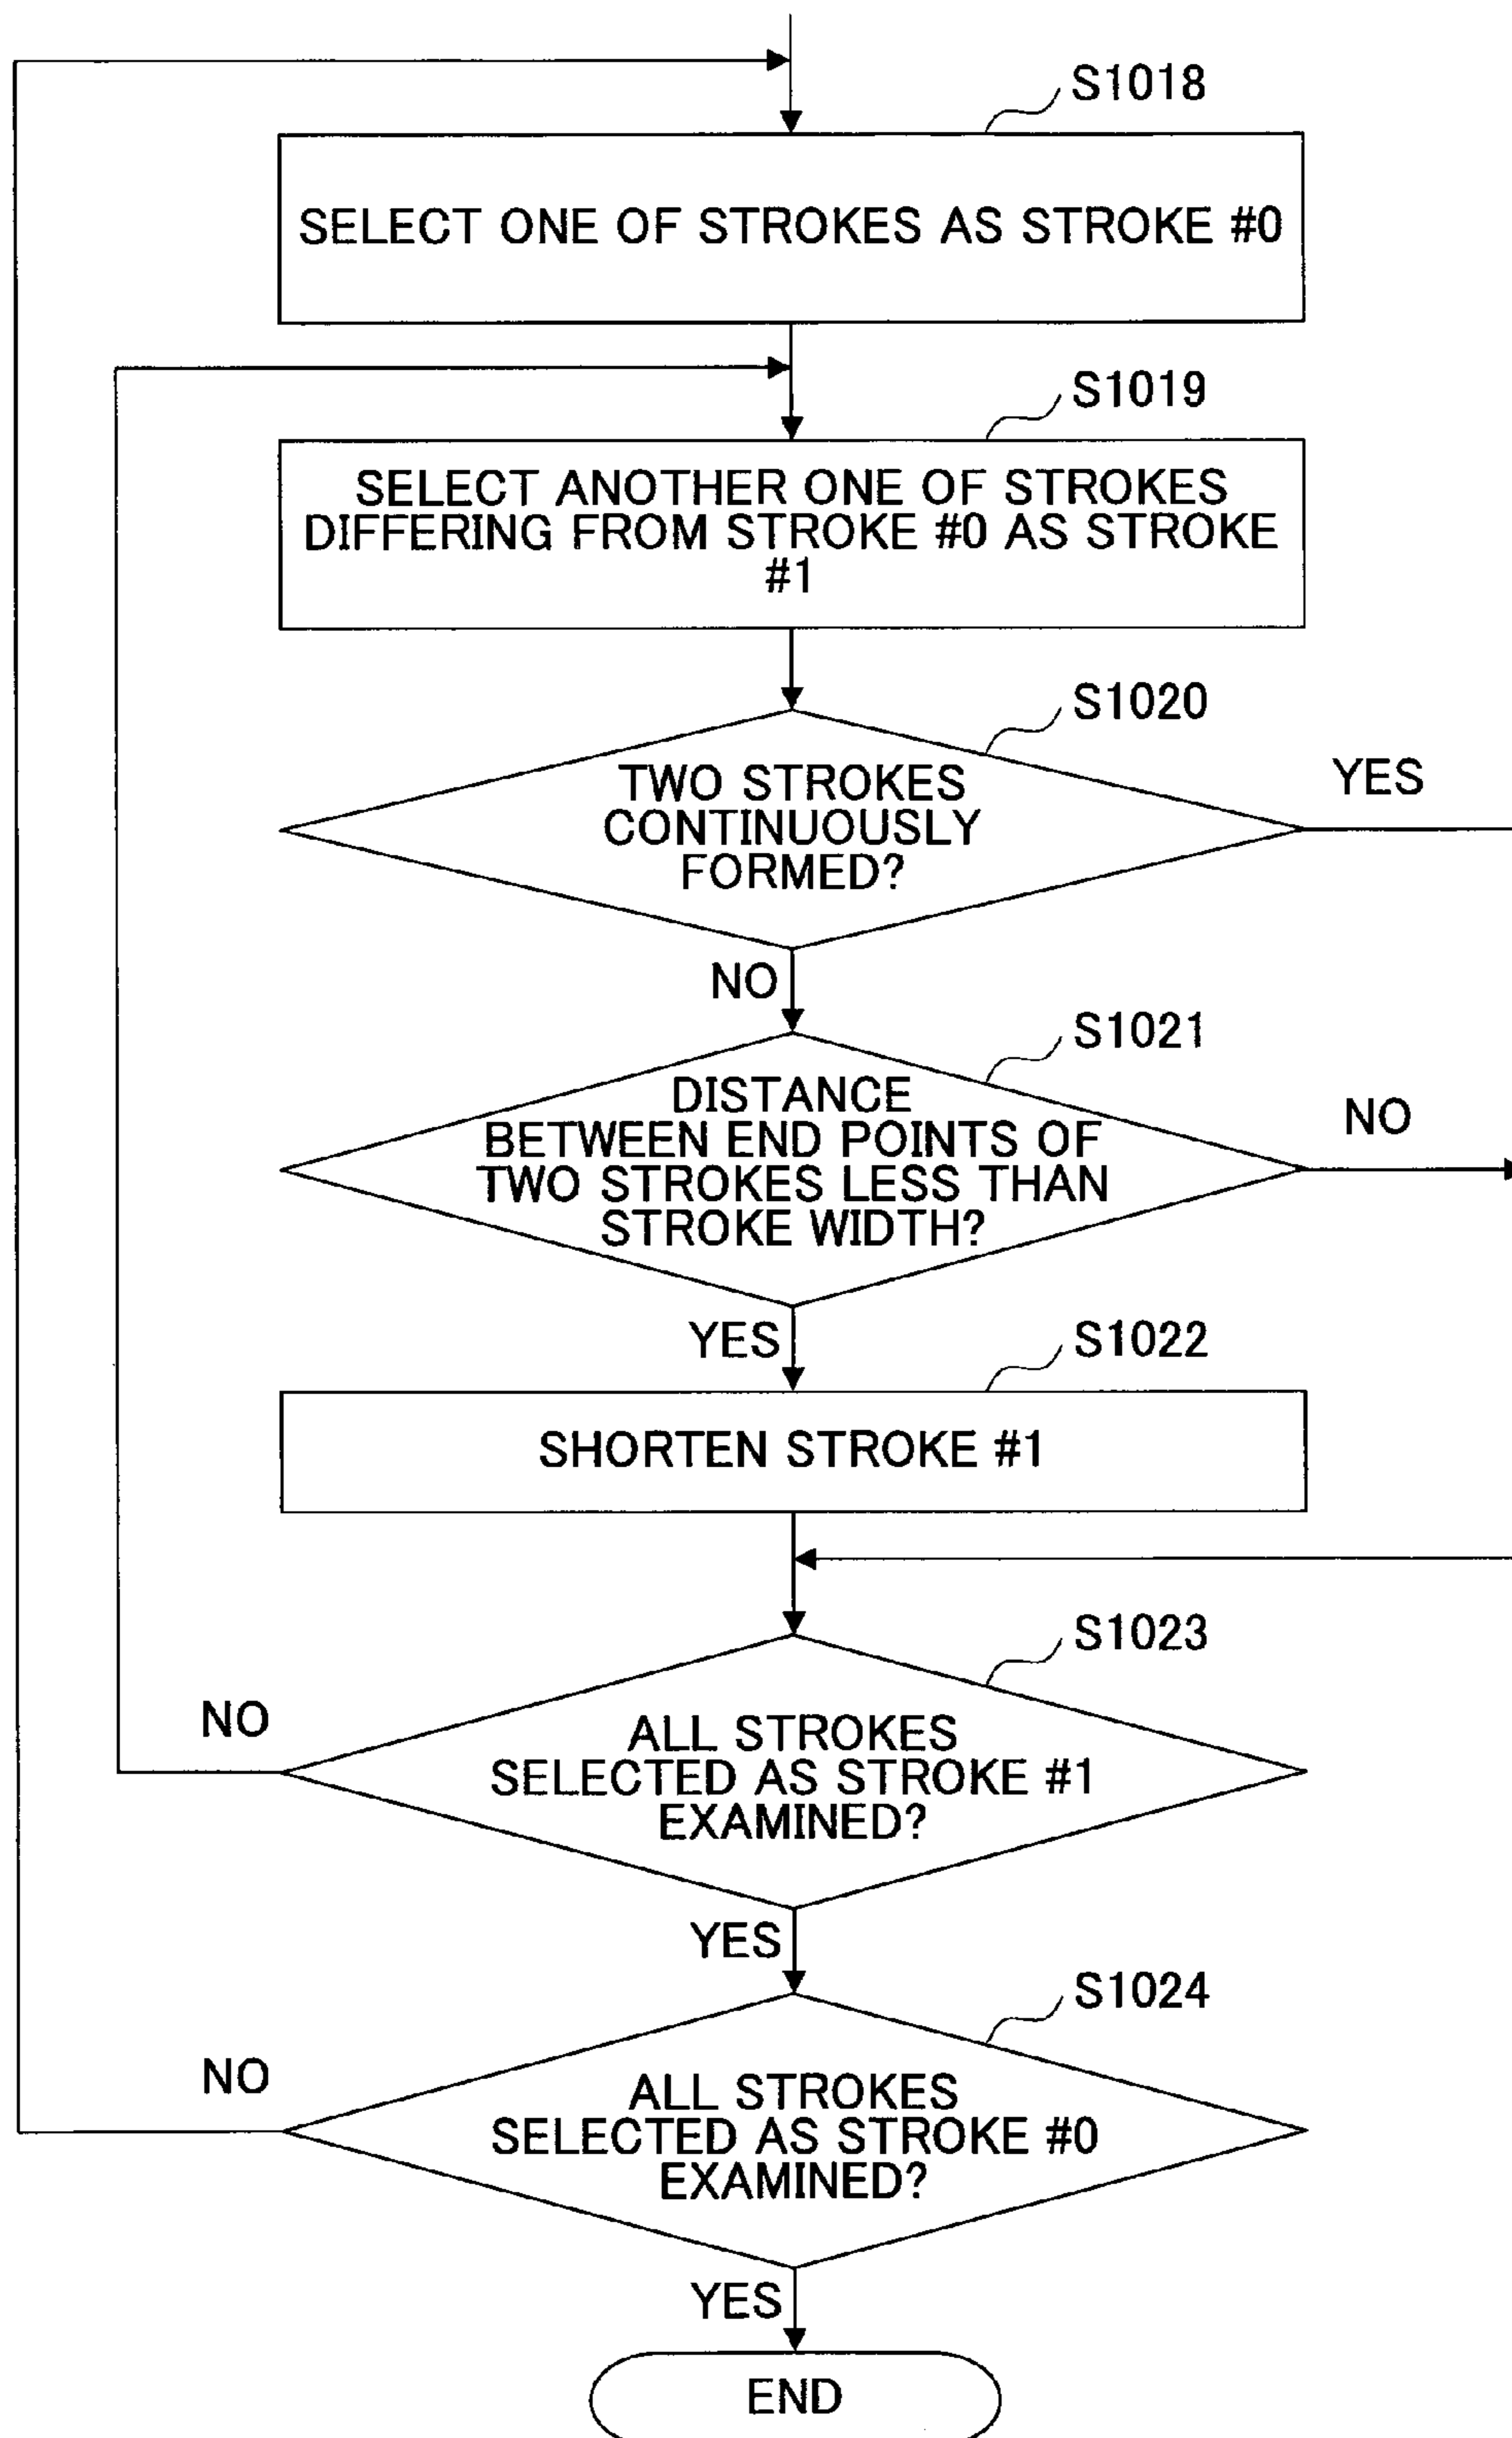 S1018
SELECT ONE OF STROKES AS STROKE #0
S1019
SELECT ANOTHER ONE OF STROKES
DIFFERING FROM STROKE #0 AS STROKE
#1
S1020
TWO STROKES
CONTINUOUSLY
FORMED?
YES
NO
S1021
DISTANCE
BETWEEN END POINTS OF
TWO STROKES LESS THAN
STROKE WIDTH?
NO
YES
S1022
SHORTEN STROKE #1
S1023
ALL STROKES
SELECTED AS STROKE #1
EXAMINED?
NO
YES
S1024
ALL STROKES
SELECTED AS STROKE #0
EXAMINED?
NO
YES
END